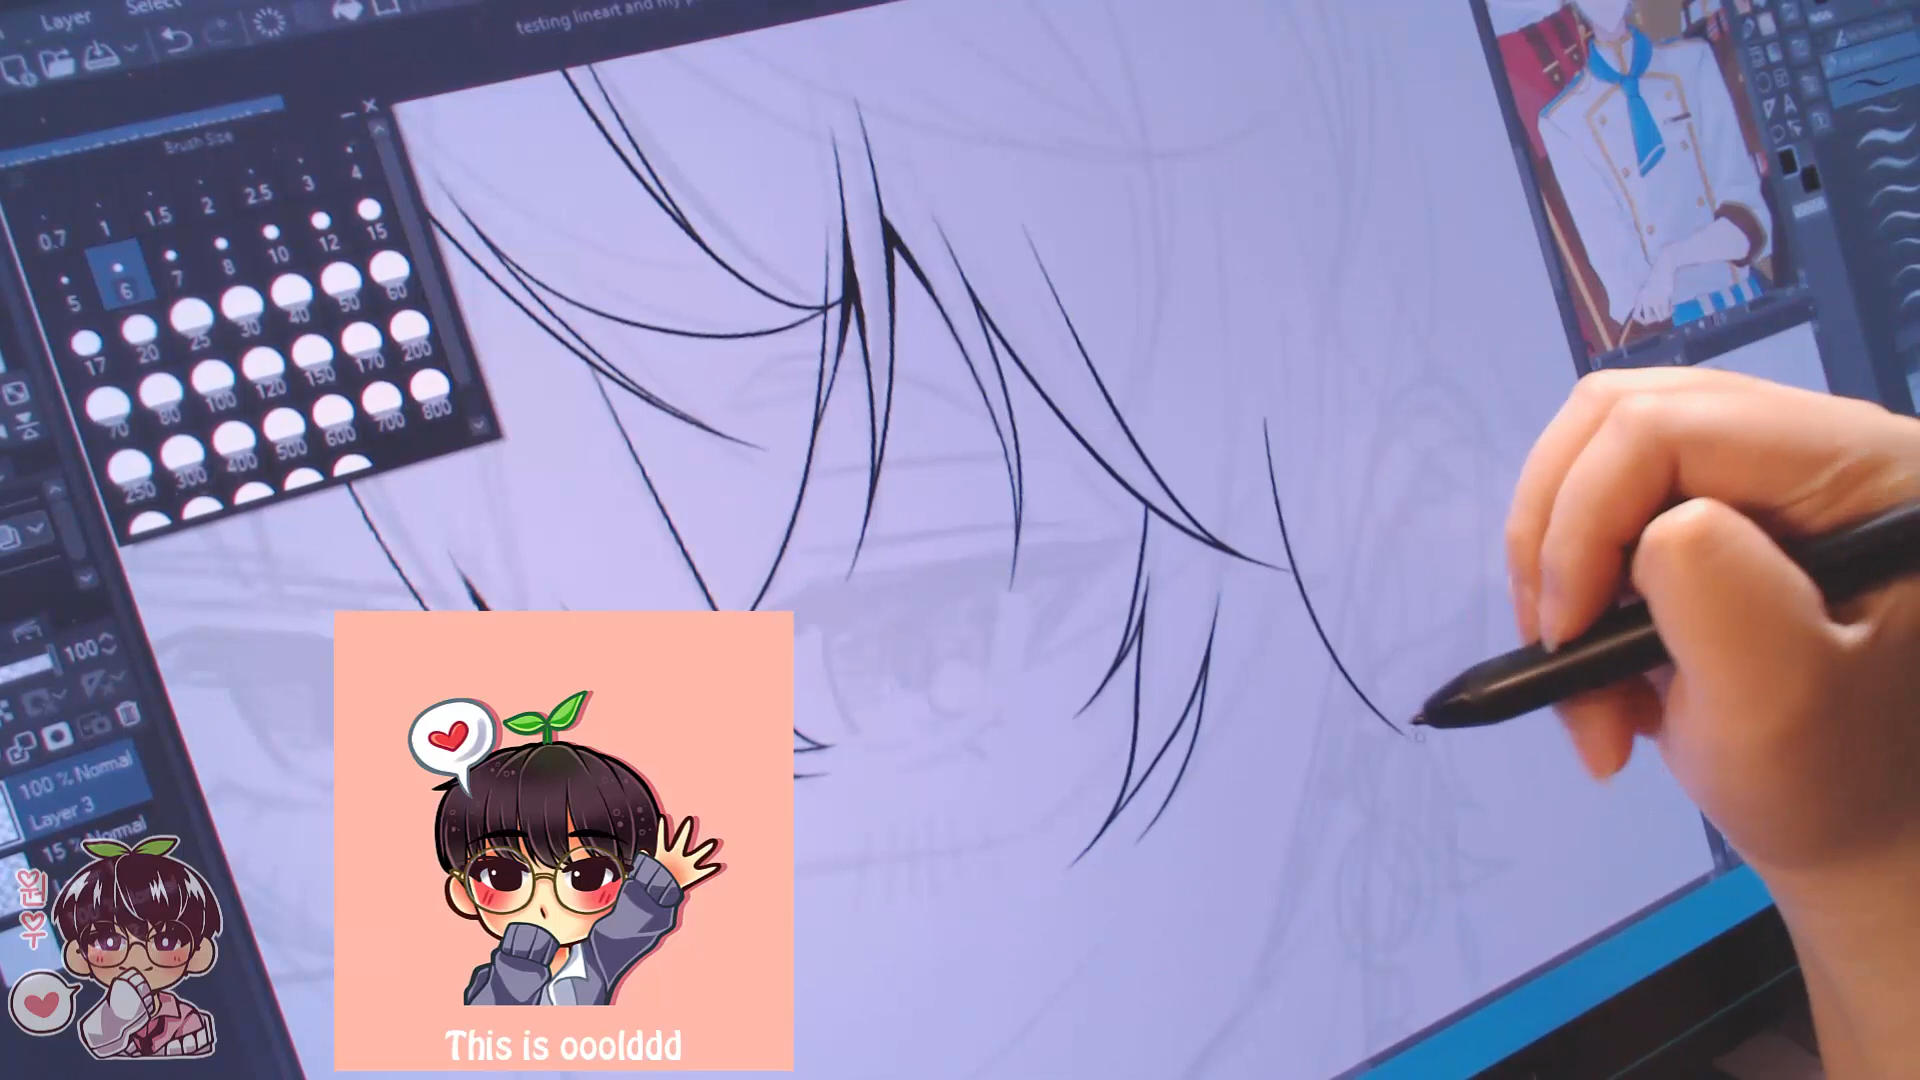 Layer
Select
testing lineart and my p
Brush Size
0.7 1 1.5 2 2.5 3 4
5 6 7 8 10 12 15
17 20 25 30 40 50 60
70 80 100 120 150 170 200
250 300 400 500 600 700 800
100
100 % Normal
Layer 3
15 % Normal
원
우
This is ooolddd